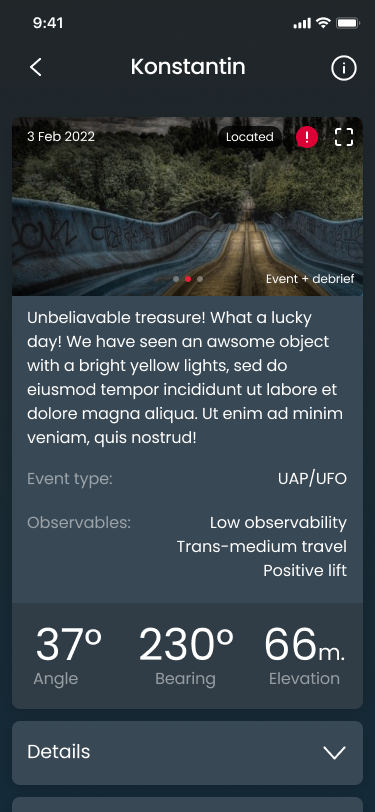 9:41
Konstantin
3 Feb 2022
Located
Event + debrief
Unbeliavable treasure! What a lucky
day! We have seen an awsome object
with a bright yellow lights, sed do
eiusmod tempor incididunt ut labore et
dolore magna aliqua. Ut enim ad minim
veniam, quis nostrud!
Event type: UAP/UFO
Observables: Low observability
Trans-medium travel
Positive lift
37° 230° 66m.
Angle Bearing Elevation
Details